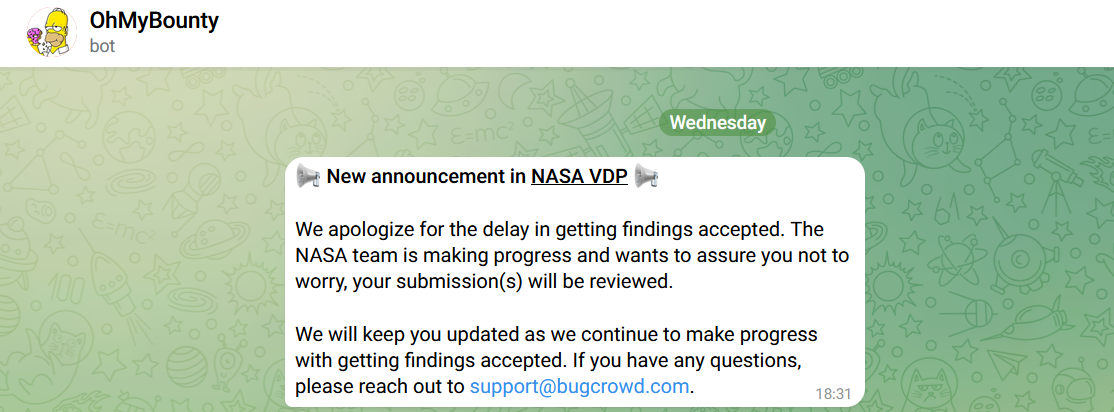 OhMyBounty
bot
Wednesday
New announcement in NASA VDP
We apologize for the delay in getting findings accepted. The
NASA team is making progress and wants to assure you not to
worry, your submission(s) will be reviewed.
We will keep you updated as we continue to make progress
with getting findings accepted. If you have any questions,
please reach out to support@bugcrowd.com.
18:31